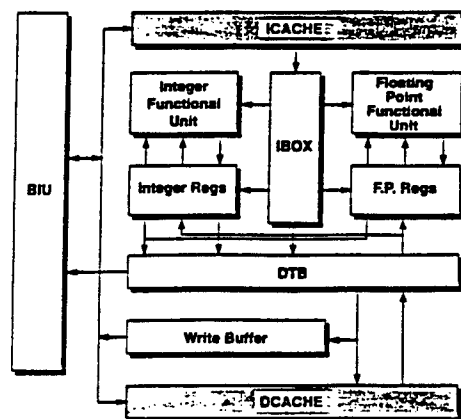 ICACHE
Integer
Functional
Unit
Floating
Point
Functional
Unit
IBOX
BIU
Integer Regs
F.P. Regs
DTB
Write Buffer
DCACHE